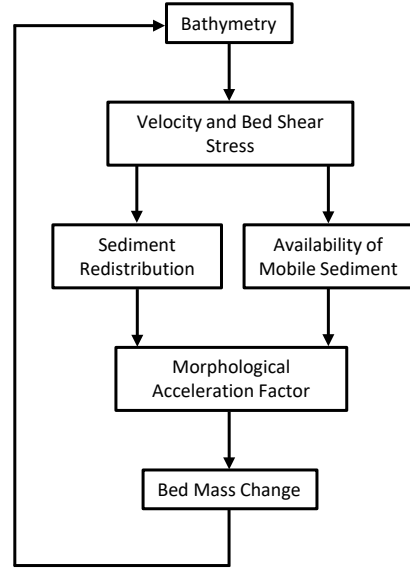 Bathymetry
Velocity and Bed Shear
Stress
Sediment
Redistribution
Availability of
Mobile Sediment
Morphological
Acceleration Factor
Bed Mass Change